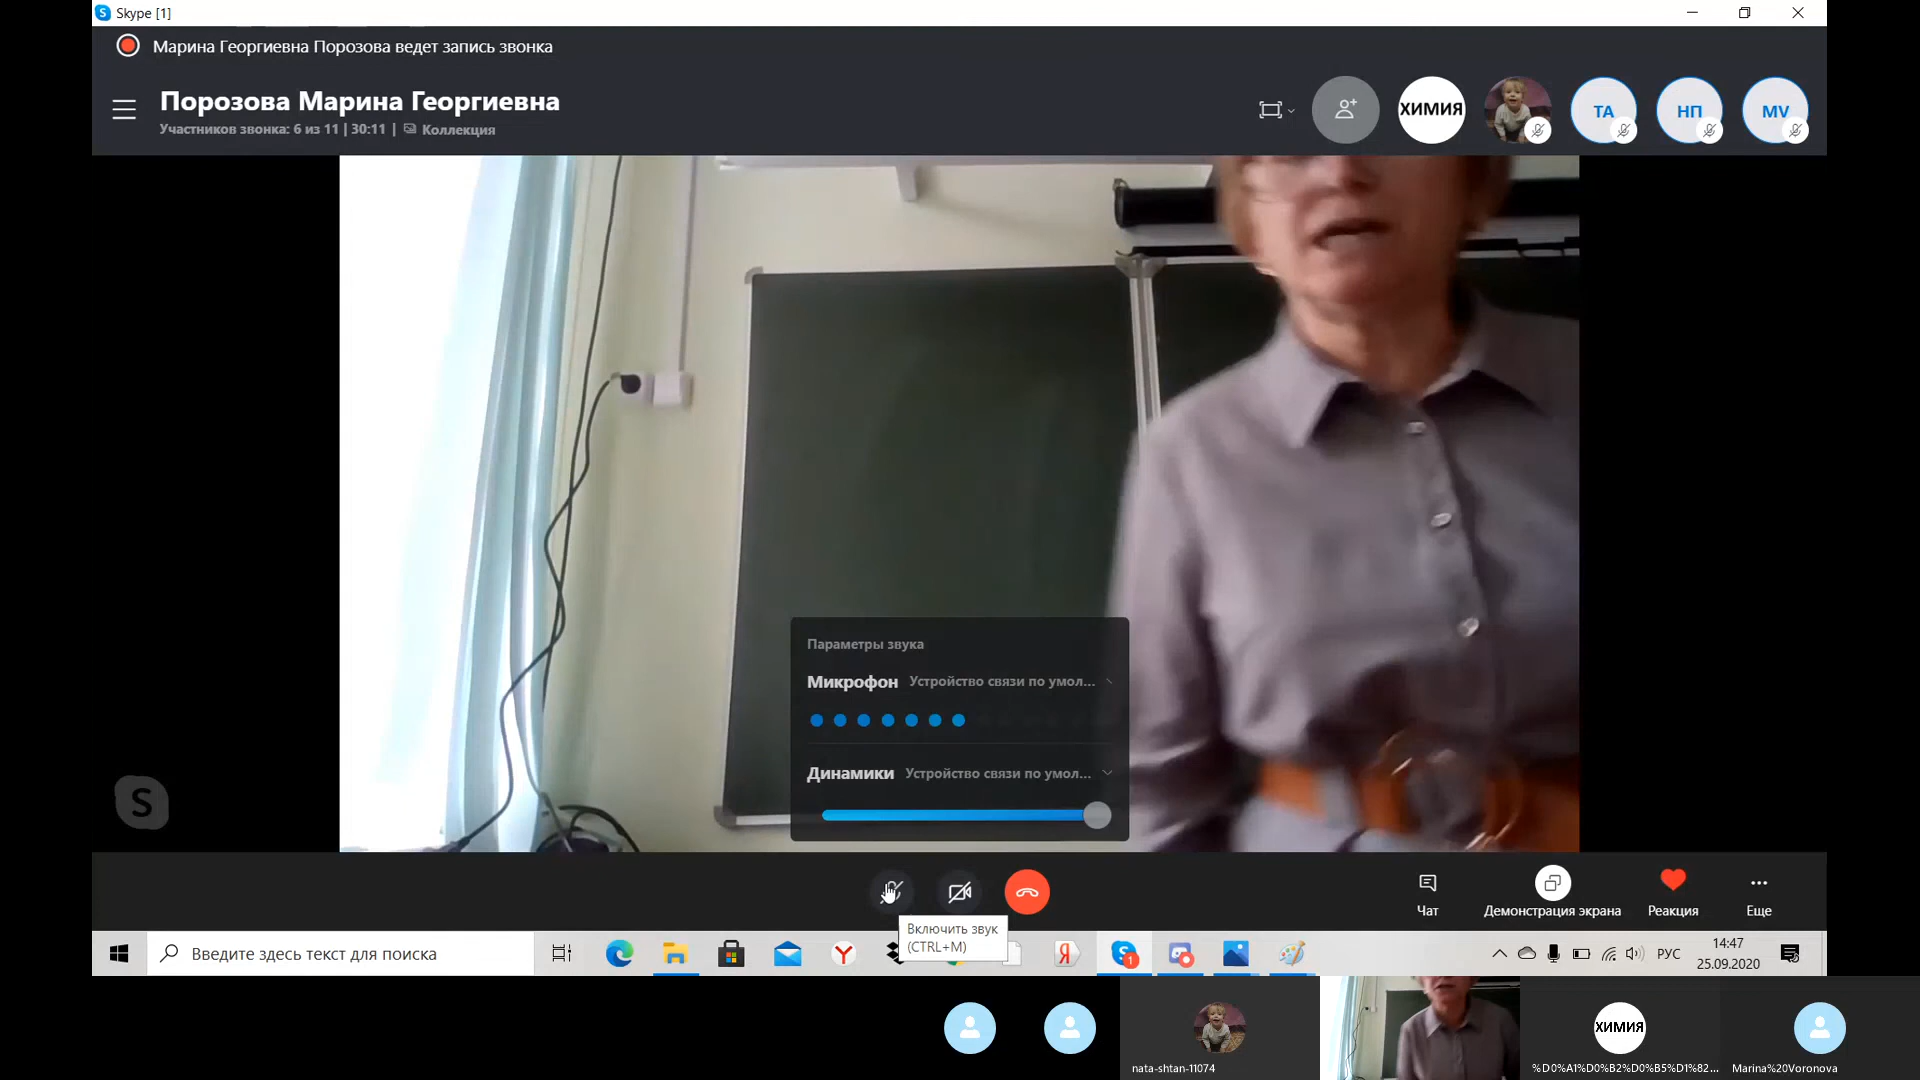 Skype [1]
Марина Георгиевна Порозова ведет запись звонка
Порозова Марина Георгиевна
Участников звонка: 6 из 11 | 30:11 | Коллекция
ХИМИЯ
ТА
НП
MV
Параметры звука
Микрофон Устройство связи по умол...
Динамики Устройство связи по умол...
Чат
Демонстрация экрана
Реакция
Еще
Включить звук
(CTRL+M)
Введите здесь текст для поиска
Я
1
РУС
14:47
25.09.2020
ХИМИЯ
nata-shtan-11074
%D0%A1%D0%B2%D0%B5%D1%82...
Marina%20Voronova